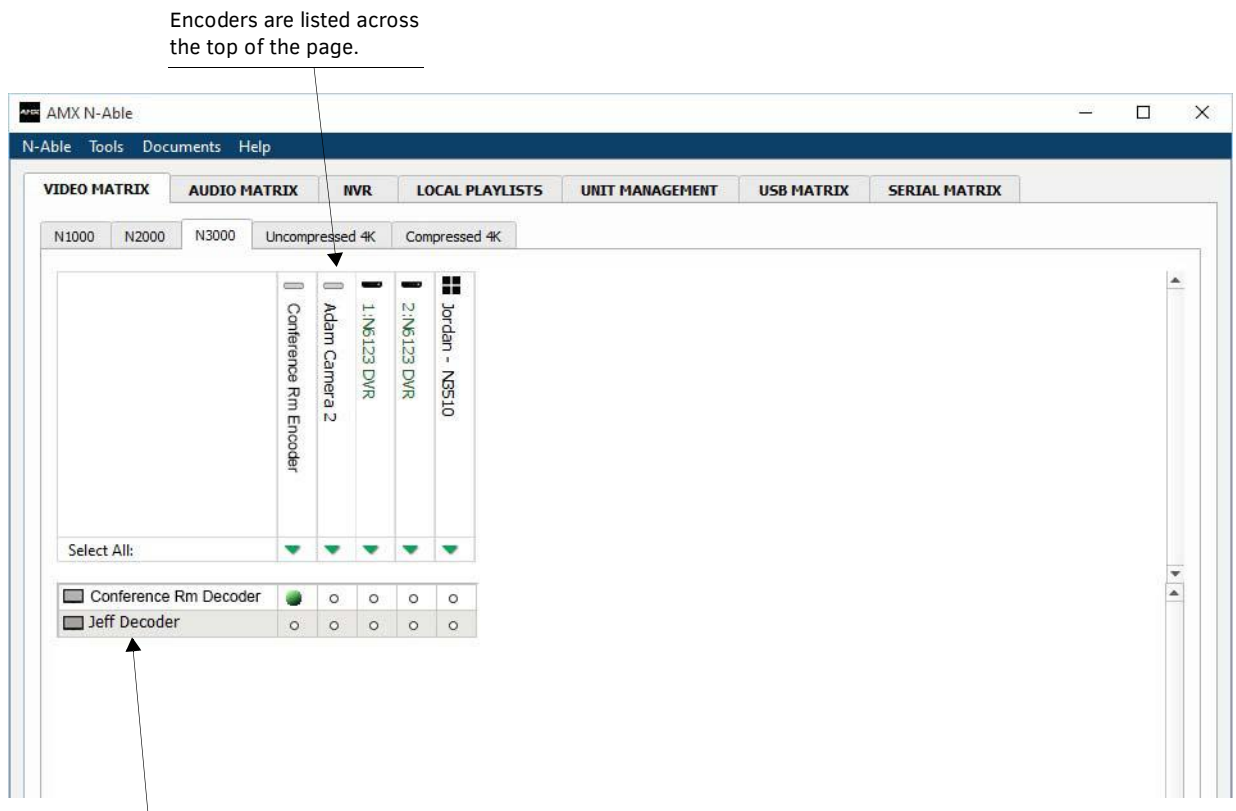 Encoders are listed across
the top of the page.
AMX AMX N-Able
N-Able Tools Documents Help
VIDEO MATRIX AUDIO MATRIX NVR LOCAL PLAYLISTS UNIT MANAGEMENT USB MATRIX SERIAL MATRIX
N1000 N2000 N3000 Uncompressed 4K Compressed 4K
Conference Rm Encoder
Adam Camera 2
1:N6123 DVR
2:N6123 DVR
Jordan - N3510
Select All:
Conference Rm Decoder
Jeff Decoder